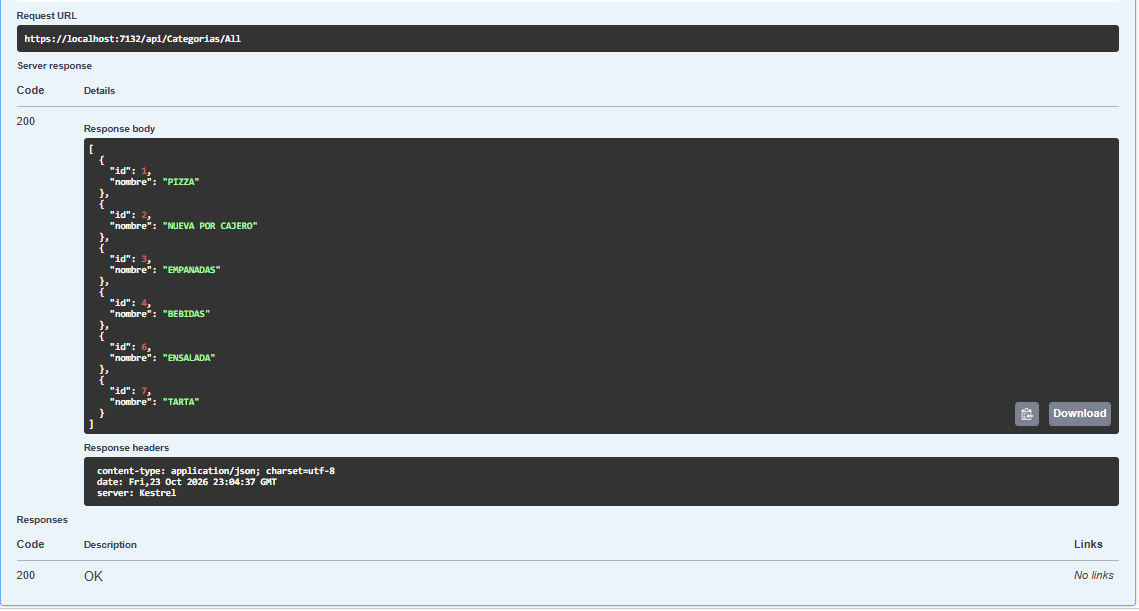 Request URL
https://localhost:7132/api/Categorias/All
Server response
Code Details
200
Response body
[
{
"id": 1,
"nombre": "PIZZA"
},
{
"id": 2,
"nombre": "NUEVA POR CAJERO"
},
{
"id": 3,
"nombre": "EMPANADAS"
},
{
"id": 4,
"nombre": "BEBIDAS"
},
{
"id": 6,
"nombre": "ENSALADA"
},
{
"id": 7,
"nombre": "TARTA"
}
]
Download
Response headers
content-type: application/json; charset=utf-8
date: Fri,23 Oct 2026 23:04:37 GMT
server: Kestrel
Responses
Code Description Links
200 OK No links